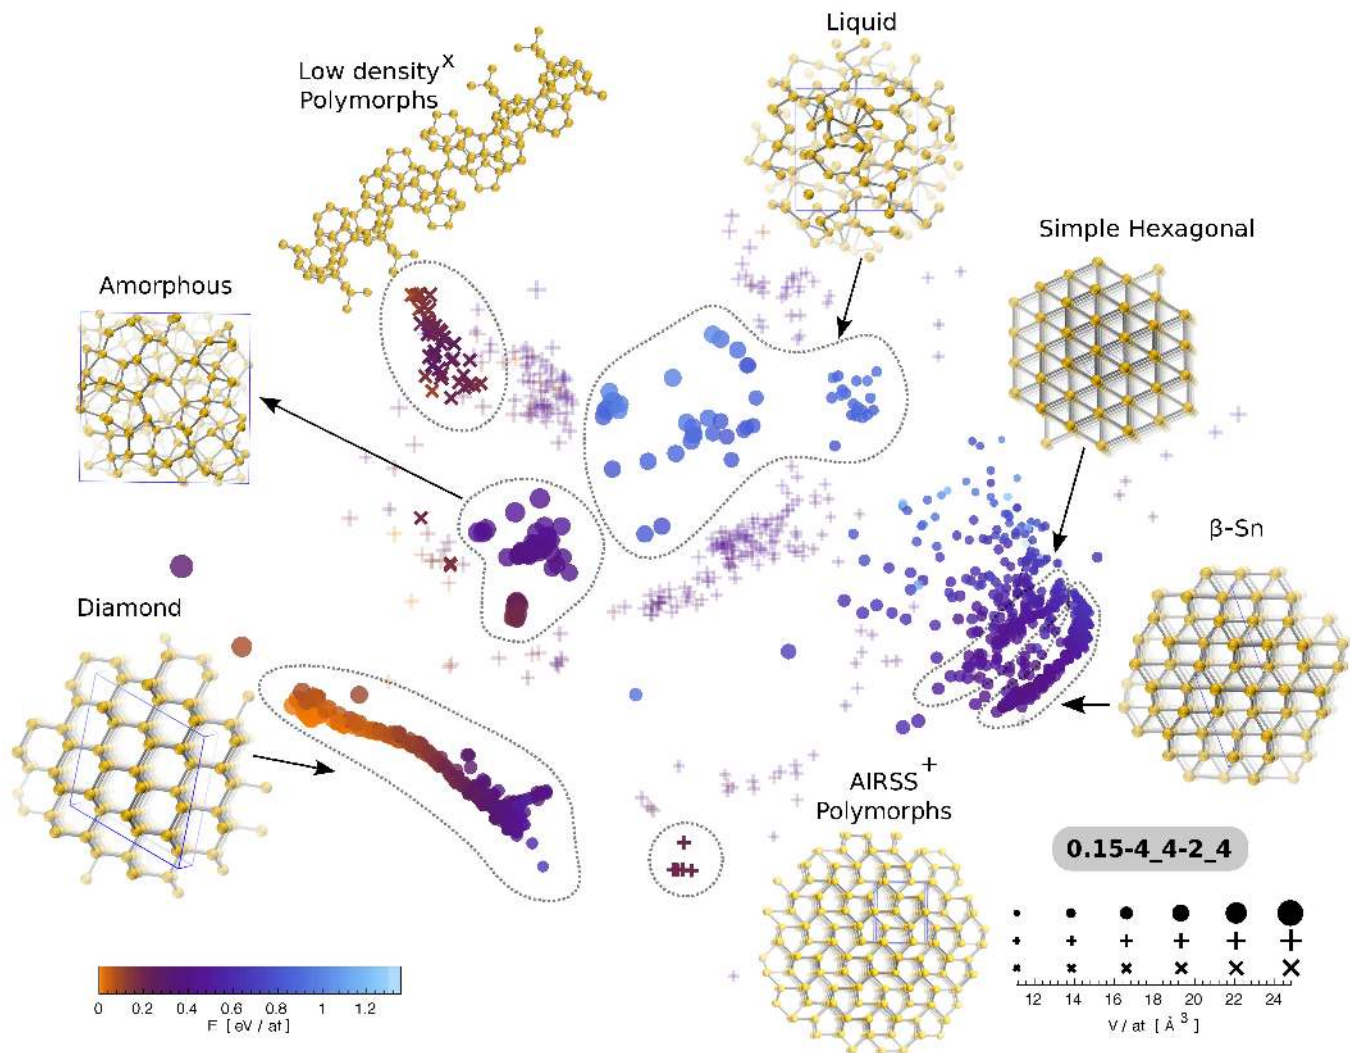 Liquid
Low density x
Polymorphs
Simple Hexagonal
Amorphous
β-Sn
Diamond
AIRSS +
Polymorphs
0.15-4_4-2_4
0 0.2 0.4 0.6 0.8 1 1.2
E [eV / at]
12 14 16 18 20 22 24
V / at [ Å 3 ]